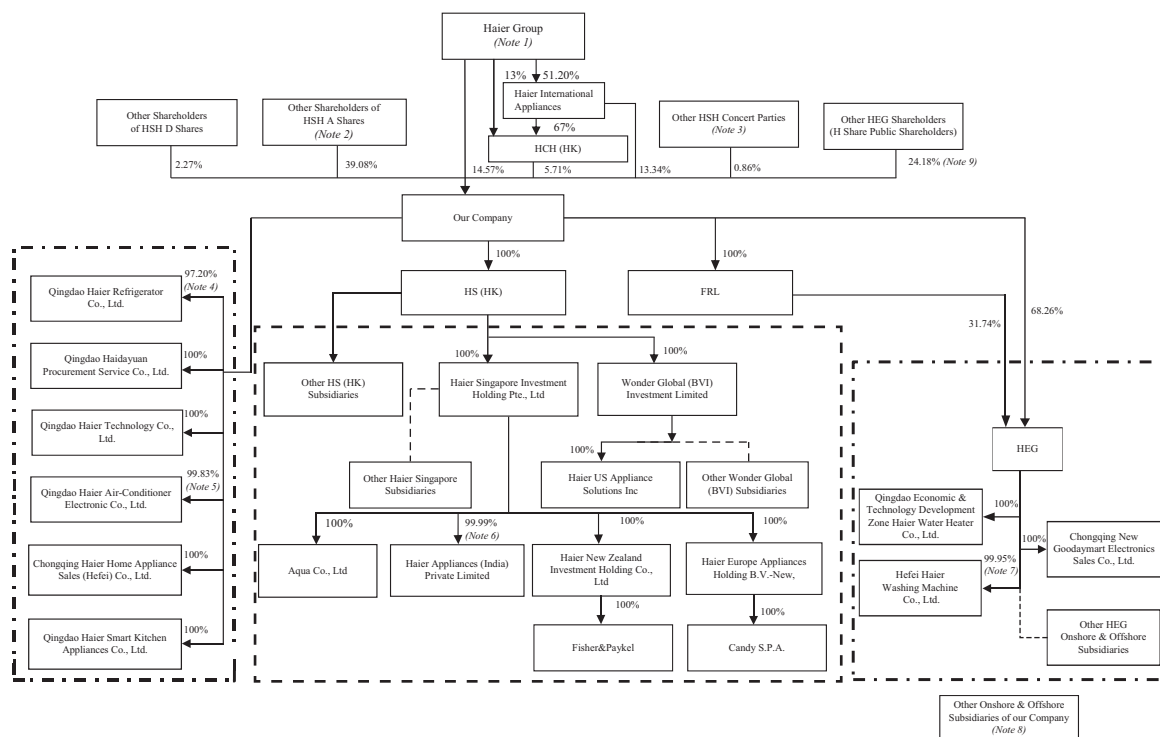 Haier Group
(Note 1)
13%
51.20%
Haier International
Appliances
67%
HCH (HK)
Other Shareholders
of HSH D Shares
Other Shareholders of
HSH A Shares
(Note 2)
Other HSH Concert Parties
(Note 3)
Other HEG Shareholders
(H Share Public Shareholders)
2.27%
39.08%
14.57%
5.71%
13.34%
0.86%
24.18% (Note 9)
Our Company
100%
100%
HS (HK)
FRL
31.74%
68.26%
97.20%
(Note 4)
Qingdao Haier Refrigerator
Co., Ltd.
100%
Qingdao Haidayuan
Procurement Service Co., Ltd.
100%
Qingdao Haier Technology Co.,
Ltd.
99.83%
(Note 5)
Qingdao Haier Air-Conditioner
Electronic Co., Ltd.
100%
Chongqing Haier Home Appliance
Sales (Hefei) Co., Ltd.
100%
Qingdao Haier Smart Kitchen
Appliances Co., Ltd.
100%
100%
Other HS (HK)
Subsidiaries
Haier Singapore Investment
Holding Pte., Ltd
Wonder Global (BVI)
Investment Limited
100%
Other Haier Singapore
Subsidiaries
Haier US Appliance
Solutions Inc
Other Wonder Global
(BVI) Subsidiaries
100%
99.99%
(Note 6)
100%
100%
Aqua Co., Ltd
Haier Appliances (India)
Private Limited
Haier New Zealand
Investment Holding Co.,
Ltd
Haier Europe Appliances
Holding B.V.-New,
100%
100%
Fisher&Paykel
Candy S.P.A.
HEG
Qingdao Economic &
Technology Development
Zone Haier Water Heater
Co., Ltd.
100%
100%
Chongqing New
Goodaymart Electronics
Sales Co., Ltd.
99.95%
(Note 7)
Hefei Haier
Washing Machine
Co., Ltd.
Other HEG
Onshore & Offshore
Subsidiaries
Other Onshore & Offshore
Subsidiaries of our Company
(Note 8)